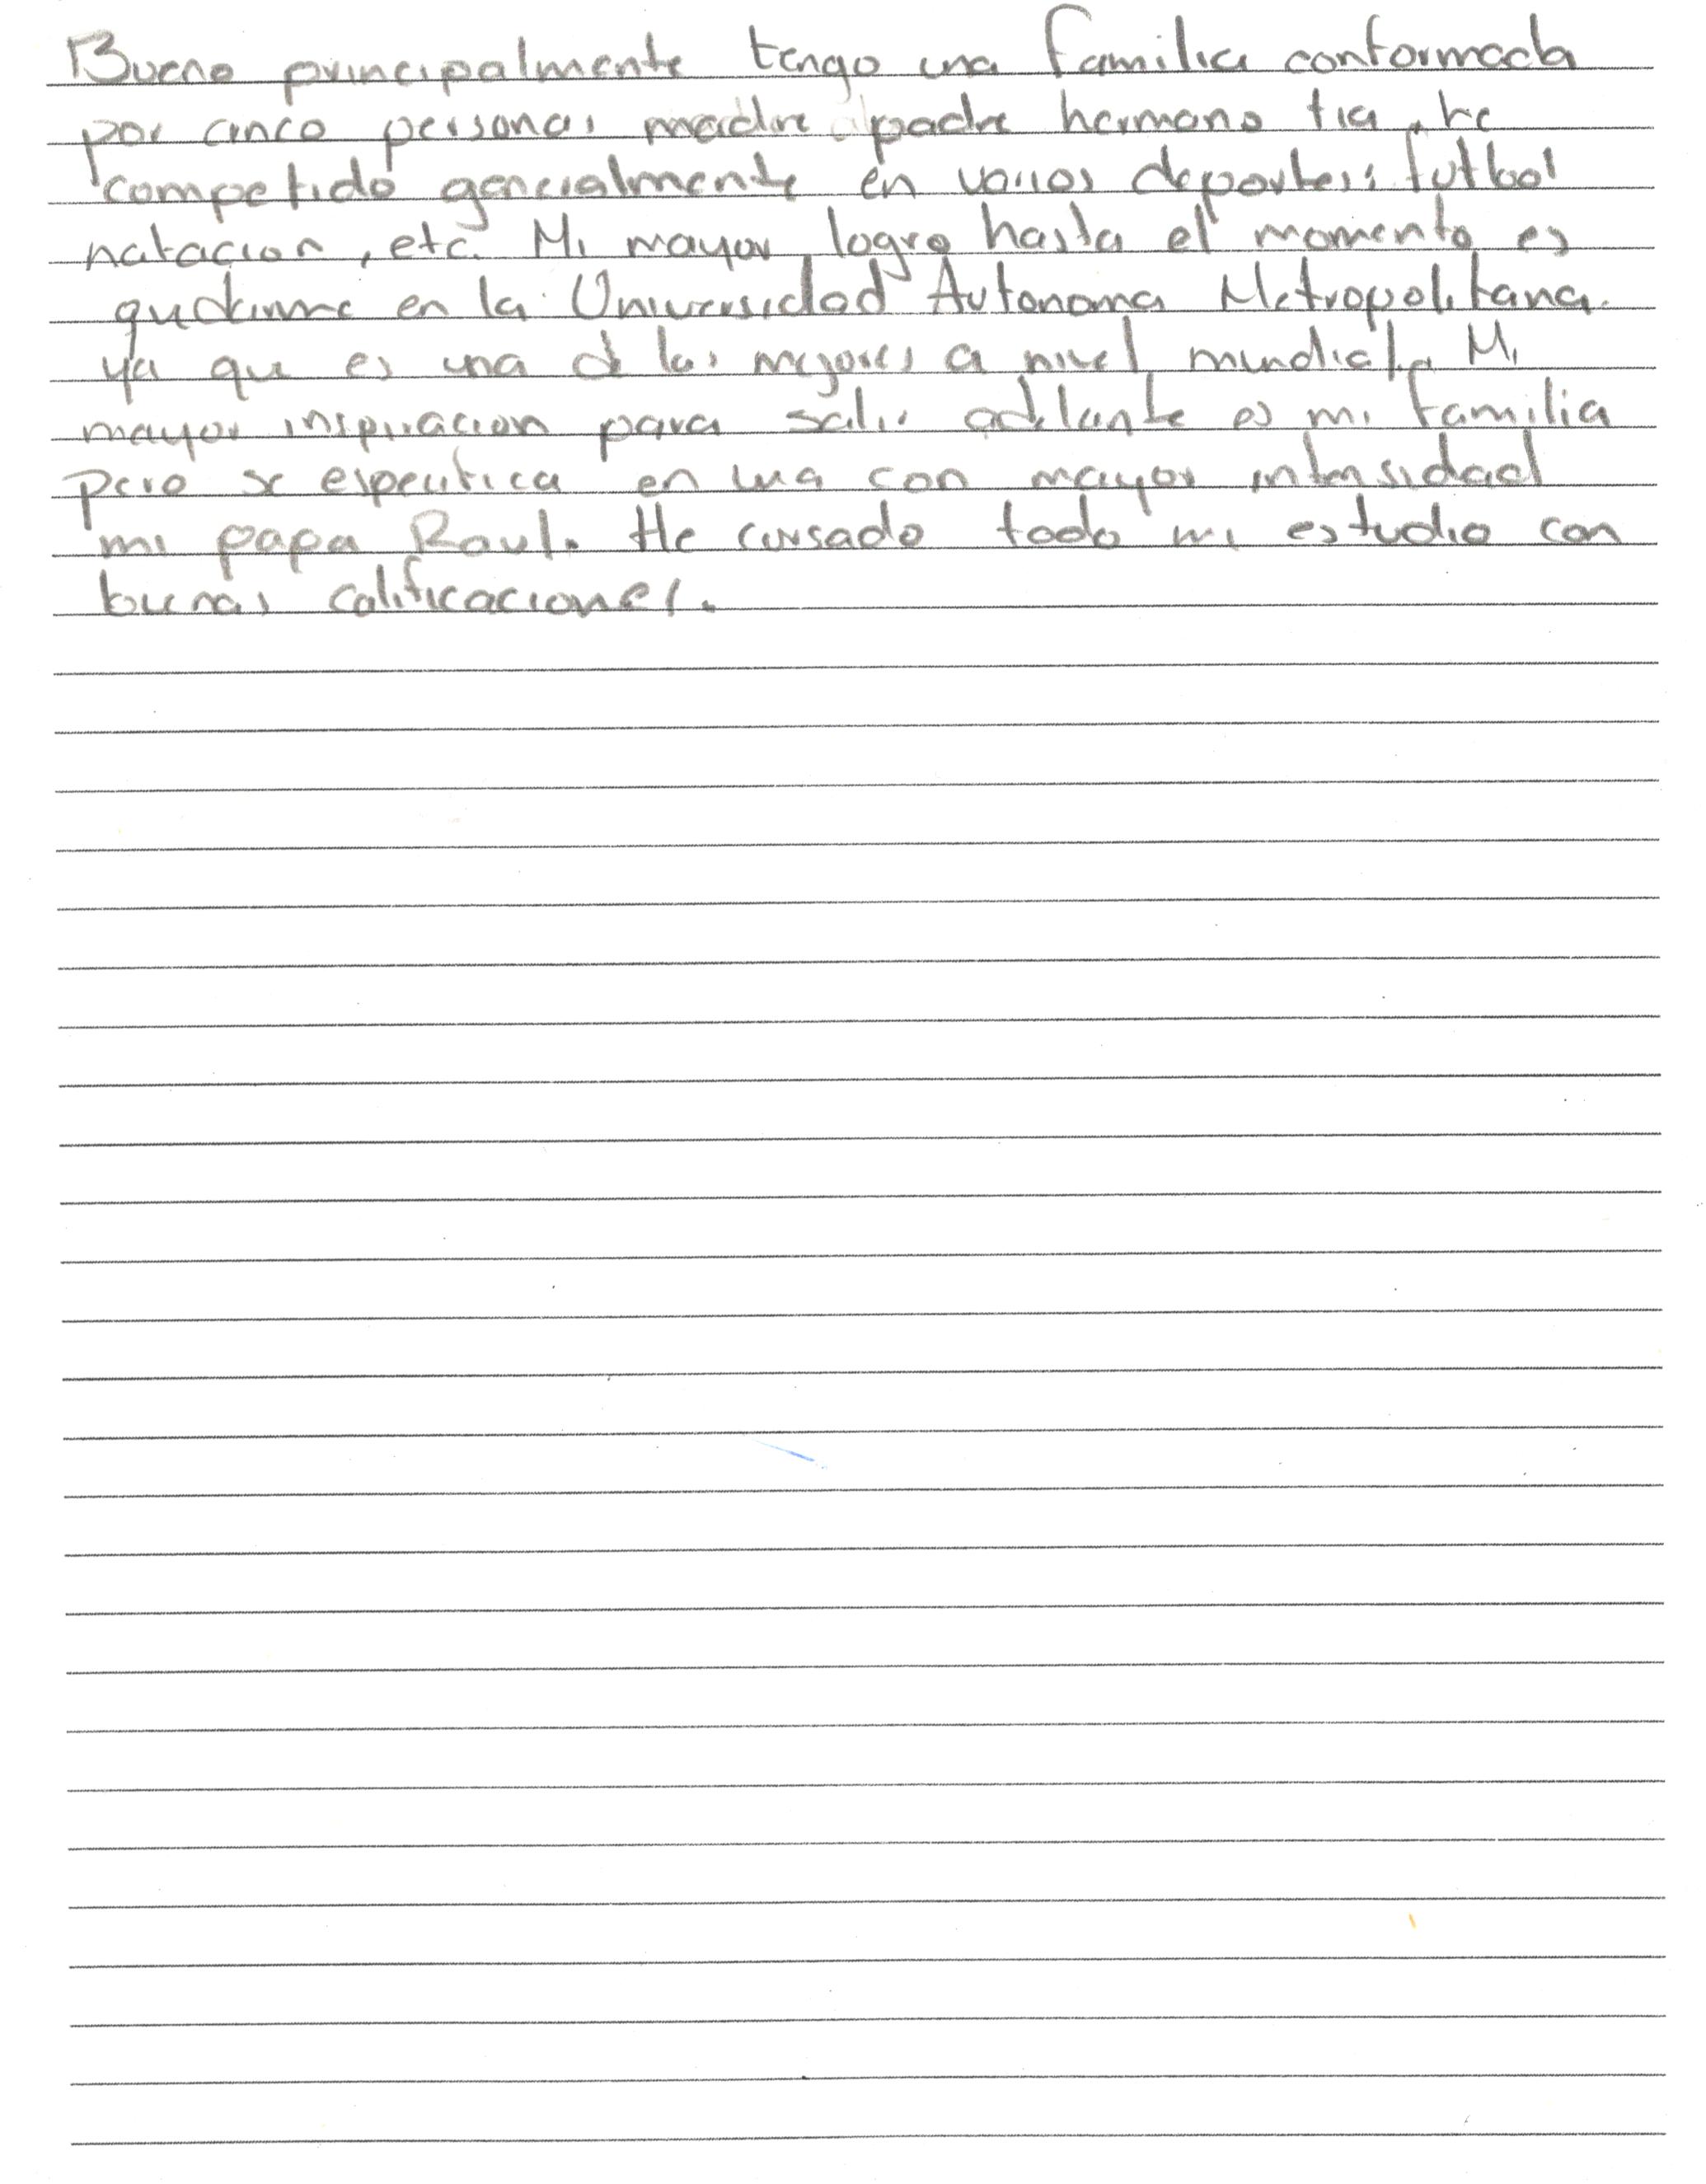 Bueno principalmente tengo una familia conformada
por cinco personas madre padre hermano tia, he
competido generalmente en varios deportes: futbol
natacion, etc. Mi mayor logro hasta el momento es
qudarme en la Universidad Autonoma Metropolitana.
ya que es una de las mejores a nivel mundial. Mi
mayor inspiracion para salir adelante es mi familia
pero se espeutica en una con mayor intensidad
mi papa Raul. He cursado todo mi estudio con
buenas calificaciones.